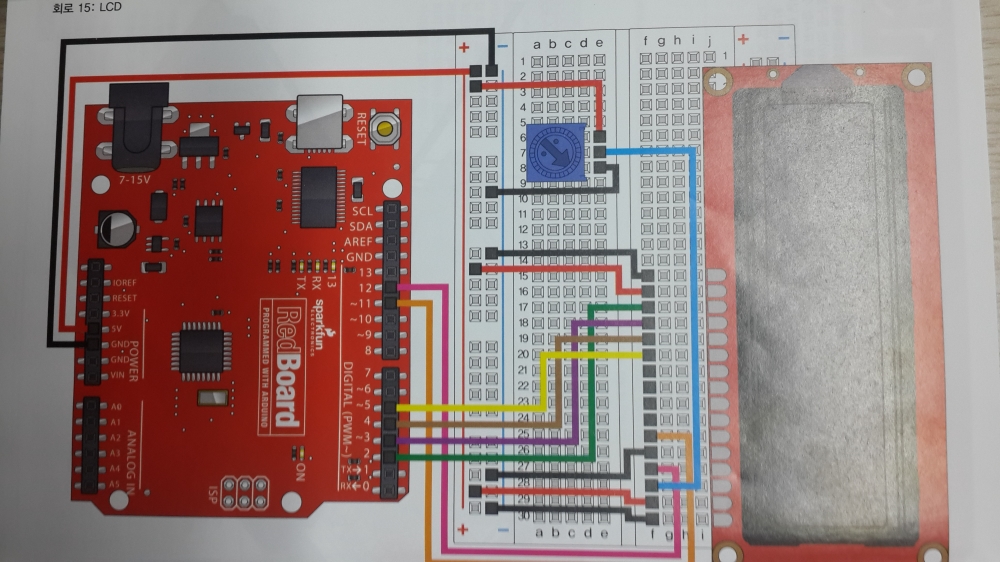 회로 15: LCD
+ −
a b c d e
f g h i j
+ −
1
2
3
4
5
6
7
8
9
10
11
12
13
14
15
16
17
18
19
20
21
22
23
24
25
26
27
28
29
30
1
a b c d e
f g h i
+ −
7-15V
RESET
SCL
SDA
AREF
GND
13
12
~11
~10
~9
8
7
~6
~5
4
~3
2
TX→1
RX←0
DIGITAL (PWM~)
IOREF
RESET
3.3V
5V
GND
GND
VIN
POWER
A0
A1
A2
A3
A4
A5
ANALOG IN
TX
RX
13
sparkfun
ELECTRONICS
RedBoard
PROGRAMMED WITH ARDUINO
ON
ISP